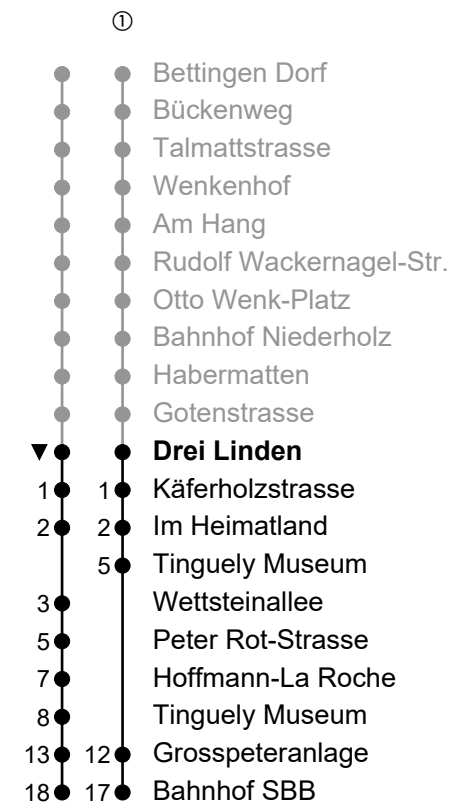 ①
Bettingen Dorf
Bückenweg
Talmattstrasse
Wenkenhof
Am Hang
Rudolf Wackernagel-Str.
Otto Wenk-Platz
Bahnhof Niederholz
Habermatten
Gotenstrasse
▼ Drei Linden
1 1 Käferholzstrasse
2 2 Im Heimatland
5 Tinguely Museum
3 Wettsteinallee
5 Peter Rot-Strasse
7 Hoffmann-La Roche
8 Tinguely Museum
13 12 Grosspeteranlage
18 17 Bahnhof SBB